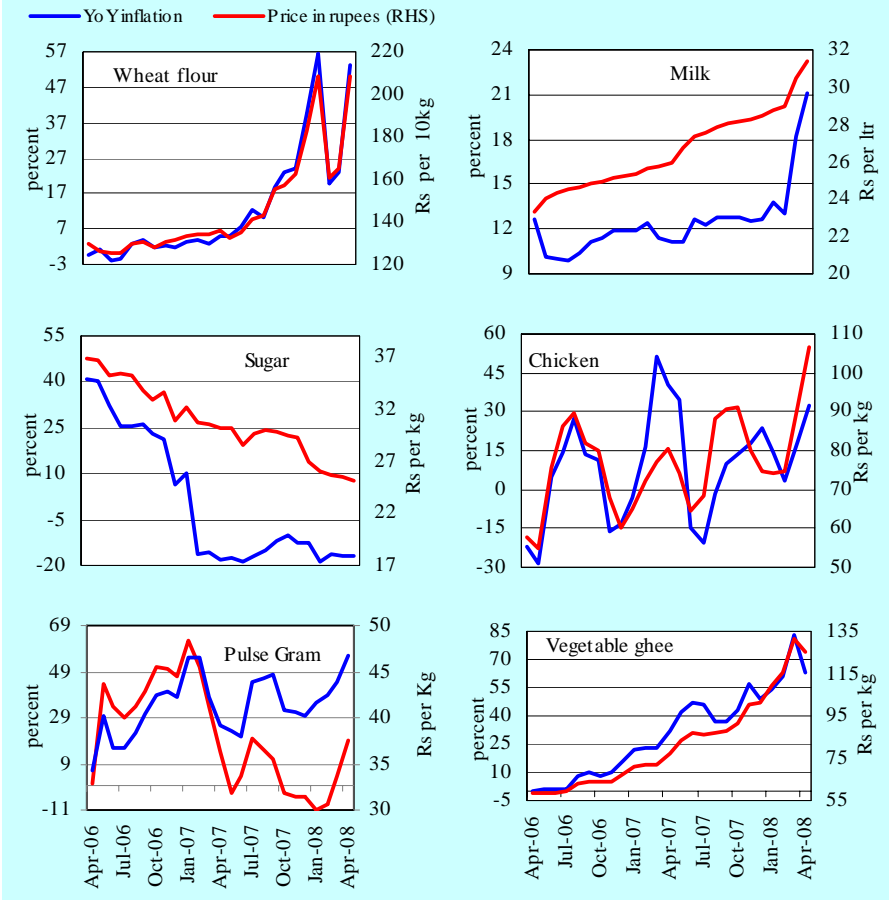 YoY inflation Price in rupees (RHS)
Wheat flour
percent
57
47
37
27
17
7
-3
220
200
180
160
140
120
Rs per 10kg
Milk
percent
24
21
18
15
12
9
32
30
28
26
24
22
20
Rs per ltr
Sugar
percent
55
40
25
10
-5
-20
37
32
26
22
17
Rs per kg
Chicken
percent
60
45
30
15
0
-15
-30
110
100
90
80
70
60
50
Rs per kg
Pulse Gram
percent
69
49
29
9
-11
50
45
40
35
30
Rs per Kg
Apr-06
Jul-06
Oct-06
Jan-07
Apr-07
Jul-07
Oct-07
Jan-08
Apr-08
Vegetable ghee
percent
85
70
55
40
25
10
-5
135
115
95
75
55
Rs per kg
Apr-06
Jul-06
Oct-06
Jan-07
Apr-07
Jul-07
Oct-07
Jan-08
Apr-08